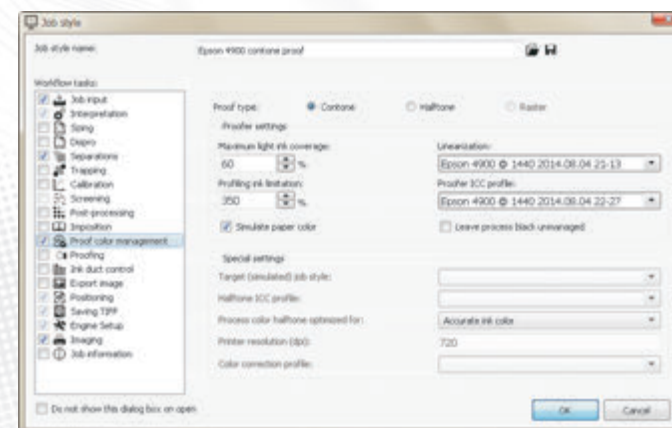 Job style
Job style name: Epson 4900 contone proof
Workflow tasks:
Job input
Interpretation
Sping
Dispro
Separations
Trapping
Calibration
Screening
Post-processing
Imposition
Proof color management
Proofing
Ink duct control
Export image
Positioning
Saving TIFF
Engine Setup
Imaging
Job information
Proof type: Contone Halftone Raster
Proofer settings
Maximum light ink coverage: Linearization:
60 % Epson 4900 @ 1440 2014.08.04 21-13
Profiling ink limitation: Proofer ICC profile:
350 % Epson 4900 @ 1440 2014.08.04 22-27
Simulate paper color Leave process black unmanaged
Special settings
Target (simulated) job style:
Halftone ICC profile:
Process color halftone optimized for: Accurate ink color
Printer resolution (dpi): 720
Color correction profile:
Do not show this dialog box on open
OK Cancel